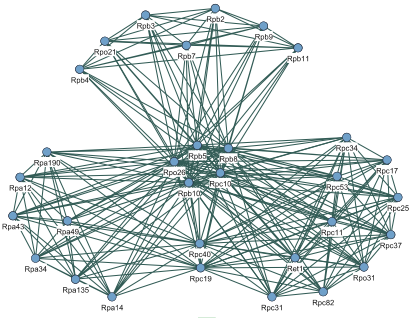 Rpb2
Rpb3
Rpb9
Rpo21
Rpb7
Rpb11
Rpb4
Rpb5
Rpb8
Rpc34
Rpa190
Rpo26
Rpc17
Rpa12
Rpc10
Rpc53
Rpb10
Rpc25
Rpa43
Rpa49
Rpc11
Rpc37
Rpc40
Rpa34
Ret1
Rpc19
Rpo31
Rpa135
Rpc82
Rpa14
Rpc31